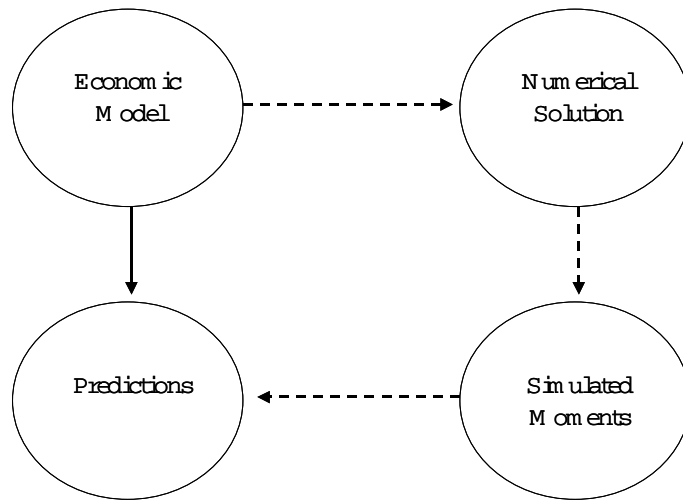 Economic
Model
Numerical
Solution
Predictions
Simulated
Moments